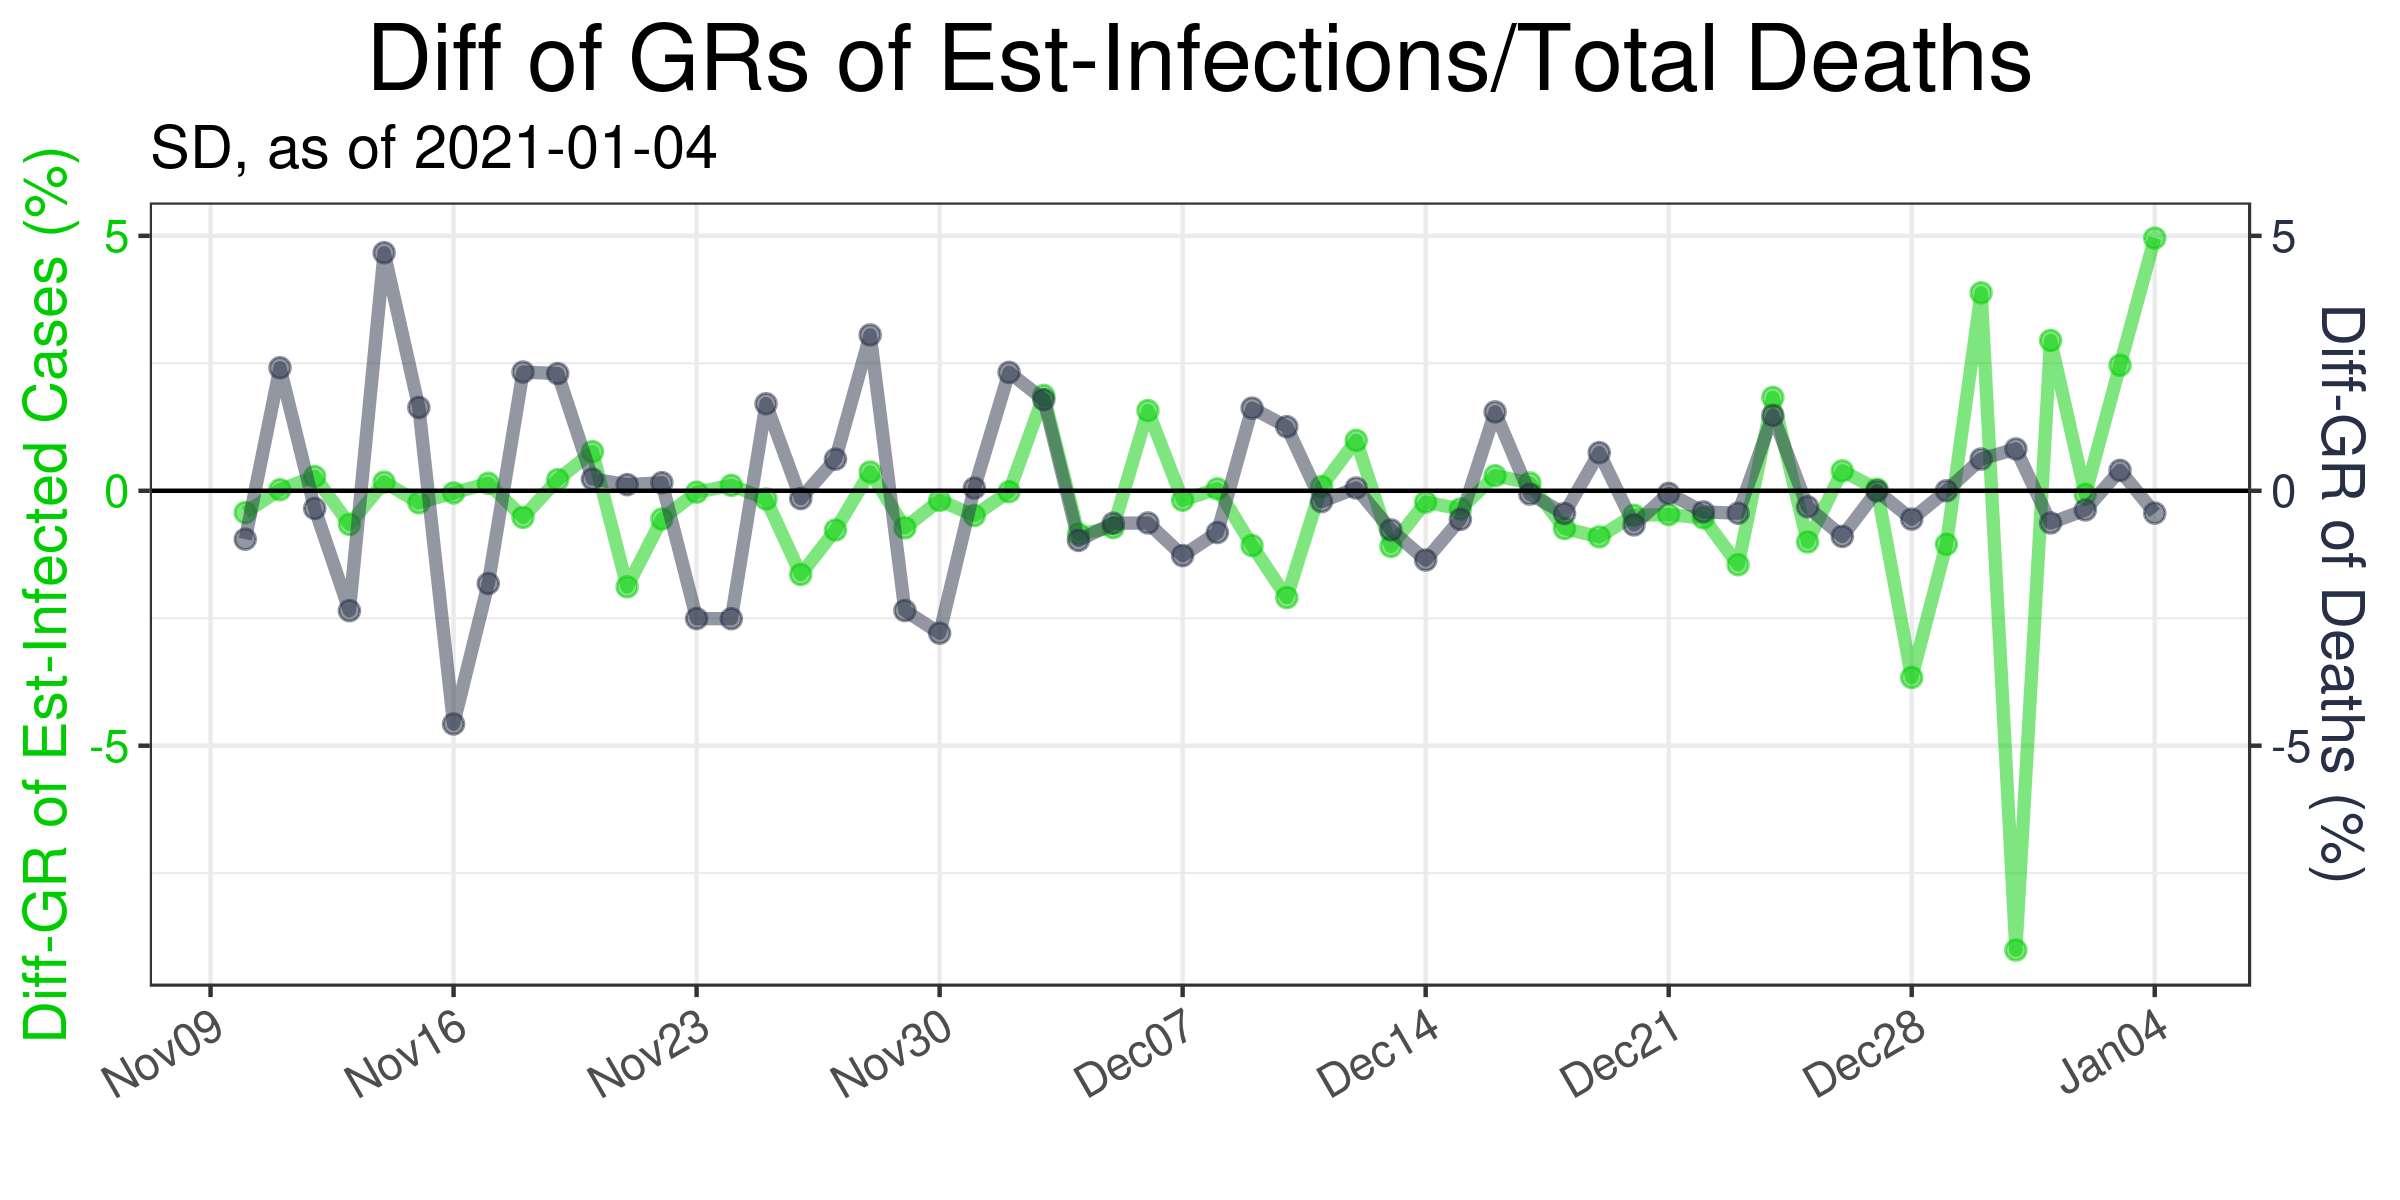 Diff of GRs of Est-Infections/Total Deaths
SD, as of 2021-01-04
Diff-GR of Est-Infected Cases (%)
5
0
-5
5
0
-5
Diff-GR of Deaths (%)
Nov09
Nov16
Nov23
Nov30
Dec07
Dec14
Dec21
Dec28
Jan04